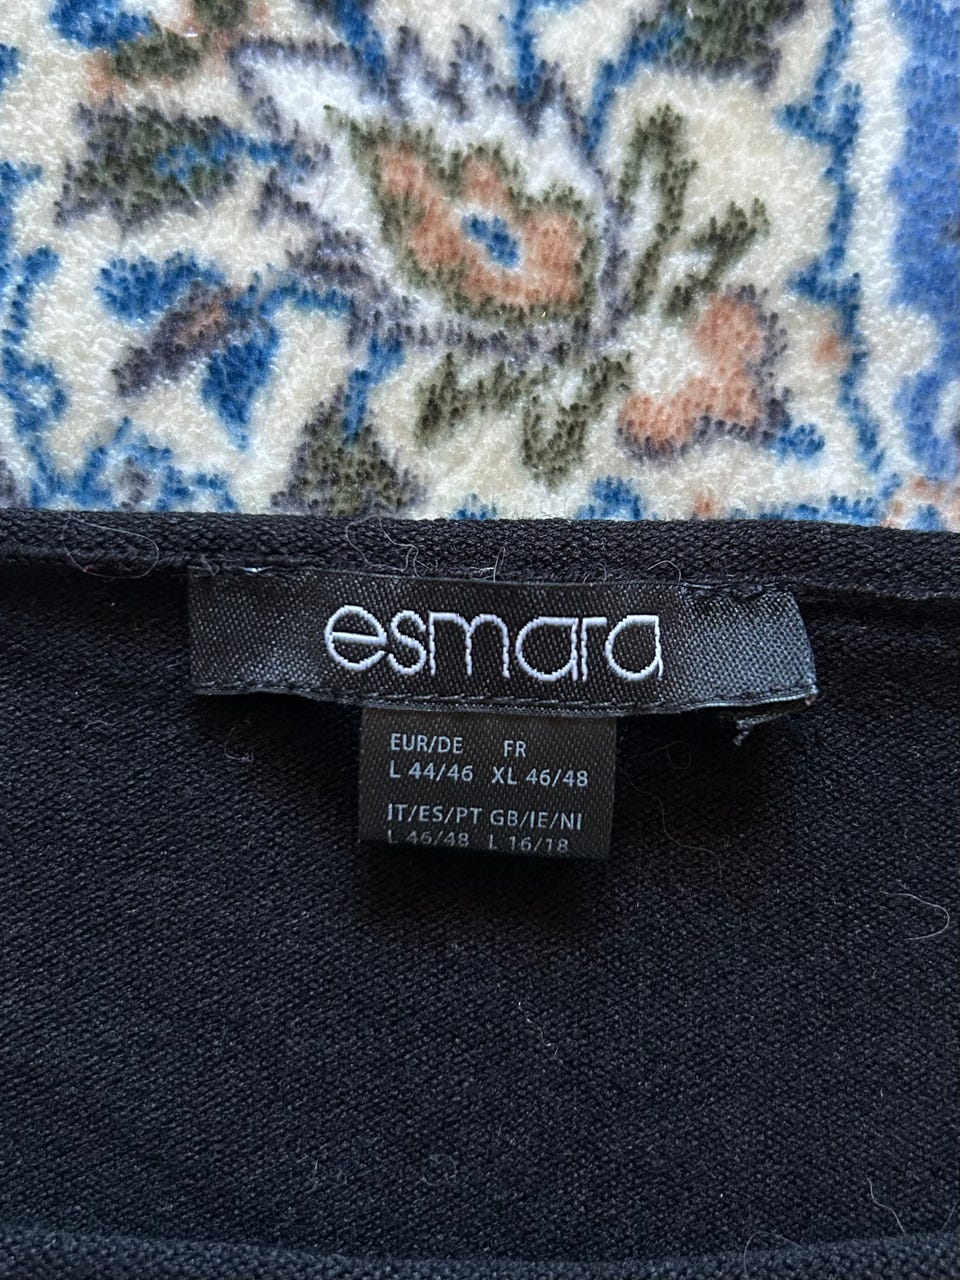 esmara
EUR/DE FR
L 44/46 XL 46/48
IT/ES/PT GB/IE/NI
L 46/48 L 16/18